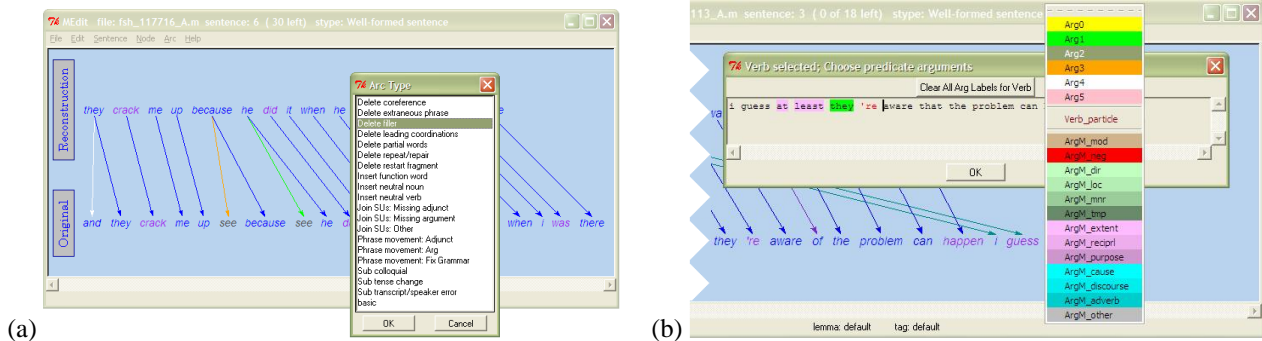 MEdit file: fsh_117716_A.m sentence: 6 ( 30 left) stype: Well-formed sentence
File Edit Sentence Node Arc Help
Reconstruction
they crack me up because he did it when he
Original
and they crack me up see because see he when i was there
Arc Type
Delete coreference
Delete extraneous phrase
Delete filler
Delete leading coordinations
Delete partial words
Delete repeat/repair
Delete restart fragment
Insert function word
Insert neutral noun
Insert neutral verb
Join SUs: Missing adjunct
Join SUs: Missing argument
Join SUs: Other
Phrase movement: Adjunct
Phrase movement: Arg
Phrase movement: Fix Grammar
Sub colloquial
Sub tense change
Sub transcript/speaker error
basic
OK Cancel
(a)
113_A.m sentence: 3 ( 0 of 18 left) stype: Well-formed sentence
Verb selected; Choose predicate arguments
Clear All Arg Labels for Verb
i guess at least they 're aware that the problem can
OK
they 're aware of the problem can happen i guess
lemma: default tag: default
Arg0
Arg1
Arg2
Arg3
Arg4
Arg5
Verb_particle
ArgM_mod
ArgM_neg
ArgM_dir
ArgM_loc
ArgM_mnr
ArgM_tmp
ArgM_extent
ArgM_reciprl
ArgM_purpose
ArgM_cause
ArgM_discourse
ArgM_adverb
ArgM_other
(b)